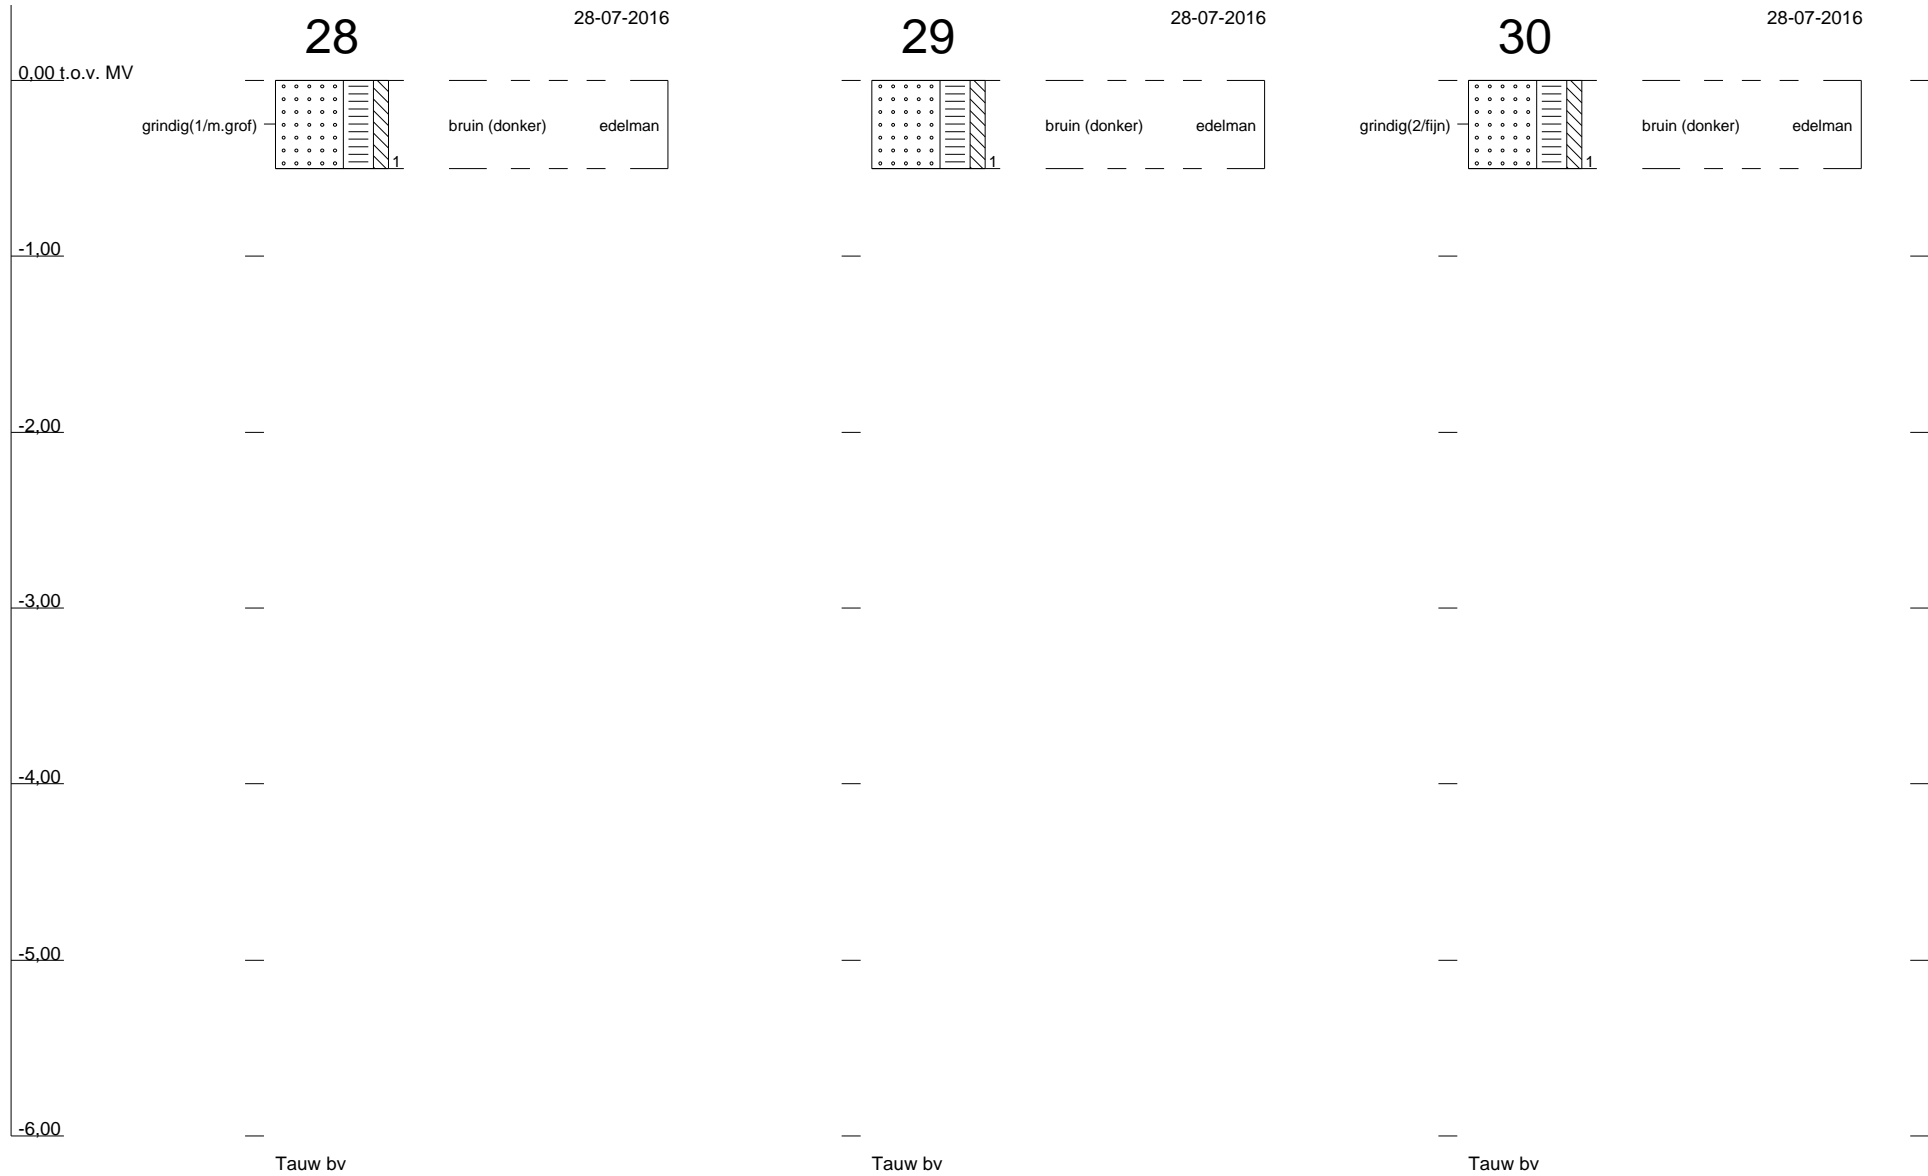 28
28-07-2016
29
28-07-2016
30
28-07-2016
0,00 t.o.v. MV
grindig(1/m.grof)
1
bruin (donker)
edelman
1
bruin (donker)
edelman
grindig(2/fijn)
1
bruin (donker)
edelman
-1,00
-2,00
-3,00
-4,00
-5,00
-6,00
Tauw bv
Tauw bv
Tauw bv